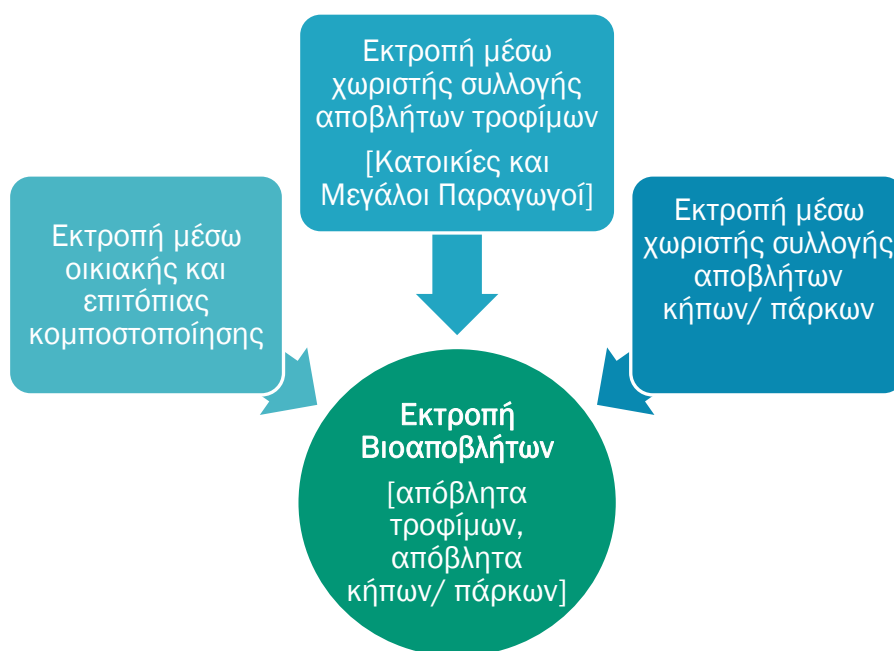 Εκτροπή μέσω
χωριστής συλλογής
αποβλήτων τροφίμων
[Κατοικίες και
Μεγάλοι Παραγωγοί]
Εκτροπή μέσω
οικιακής και
επιτόπιας
κομποστοποίησης
Εκτροπή μέσω
χωριστής συλλογής
αποβλήτων
κήπων/ πάρκων
Εκτροπή
Βιοαποβλήτων
[απόβλητα
τροφίμων,
απόβλητα
κήπων/ πάρκων]